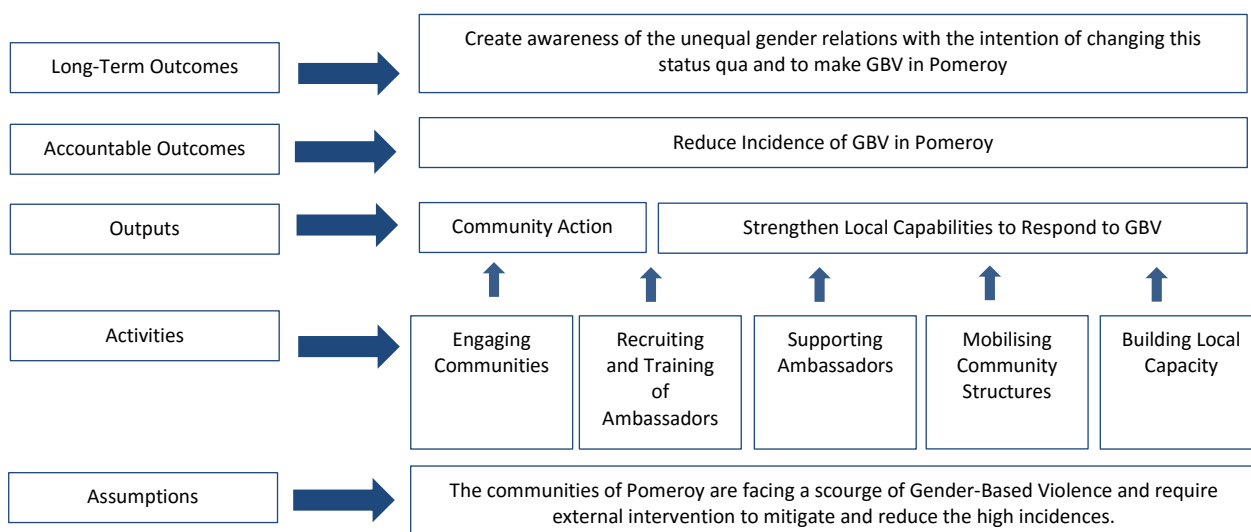 Long-Term Outcomes
Create awareness of the unequal gender relations with the intention of changing this
status qua and to make GBV in Pomeroy
Accountable Outcomes
Reduce Incidence of GBV in Pomeroy
Outputs
Community Action
Strengthen Local Capabilities to Respond to GBV
Activities
Engaging
Communities
Recruiting
and Training
of
Ambassadors
Supporting
Ambassadors
Mobilising
Community
Structures
Building Local
Capacity
Assumptions
The communities of Pomeroy are facing a scourge of Gender-Based Violence and require
external intervention to mitigate and reduce the high incidences.